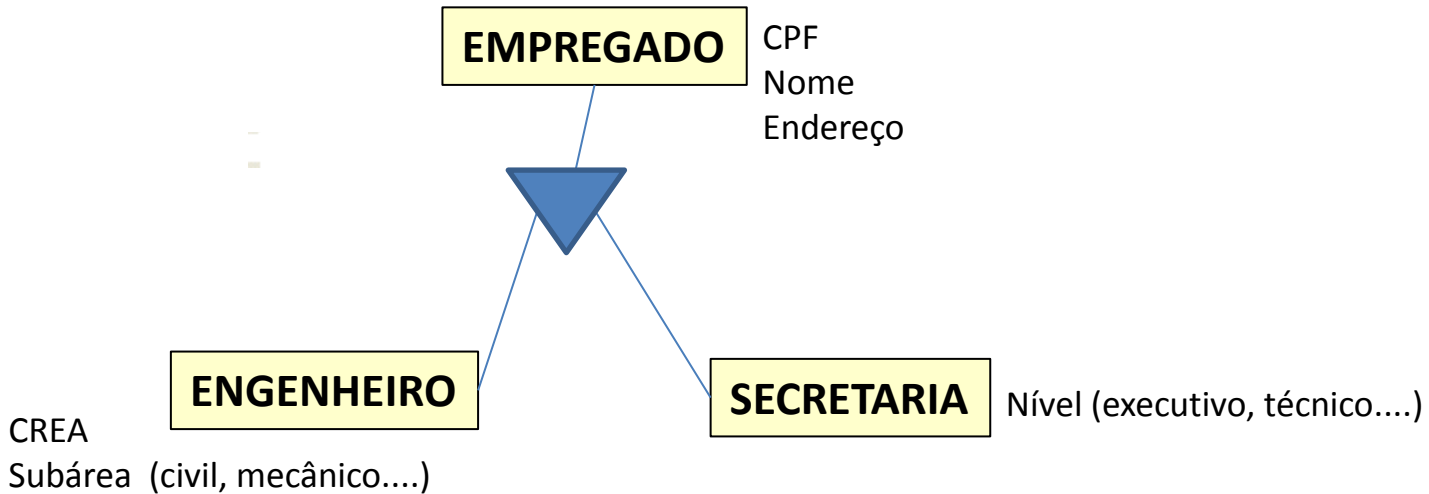 EMPREGADO
CPF
Nome
Endereço
ENGENHEIRO
CREA
Subárea (civil, mecânico....)
SECRETARIA
Nível (executivo, técnico....)